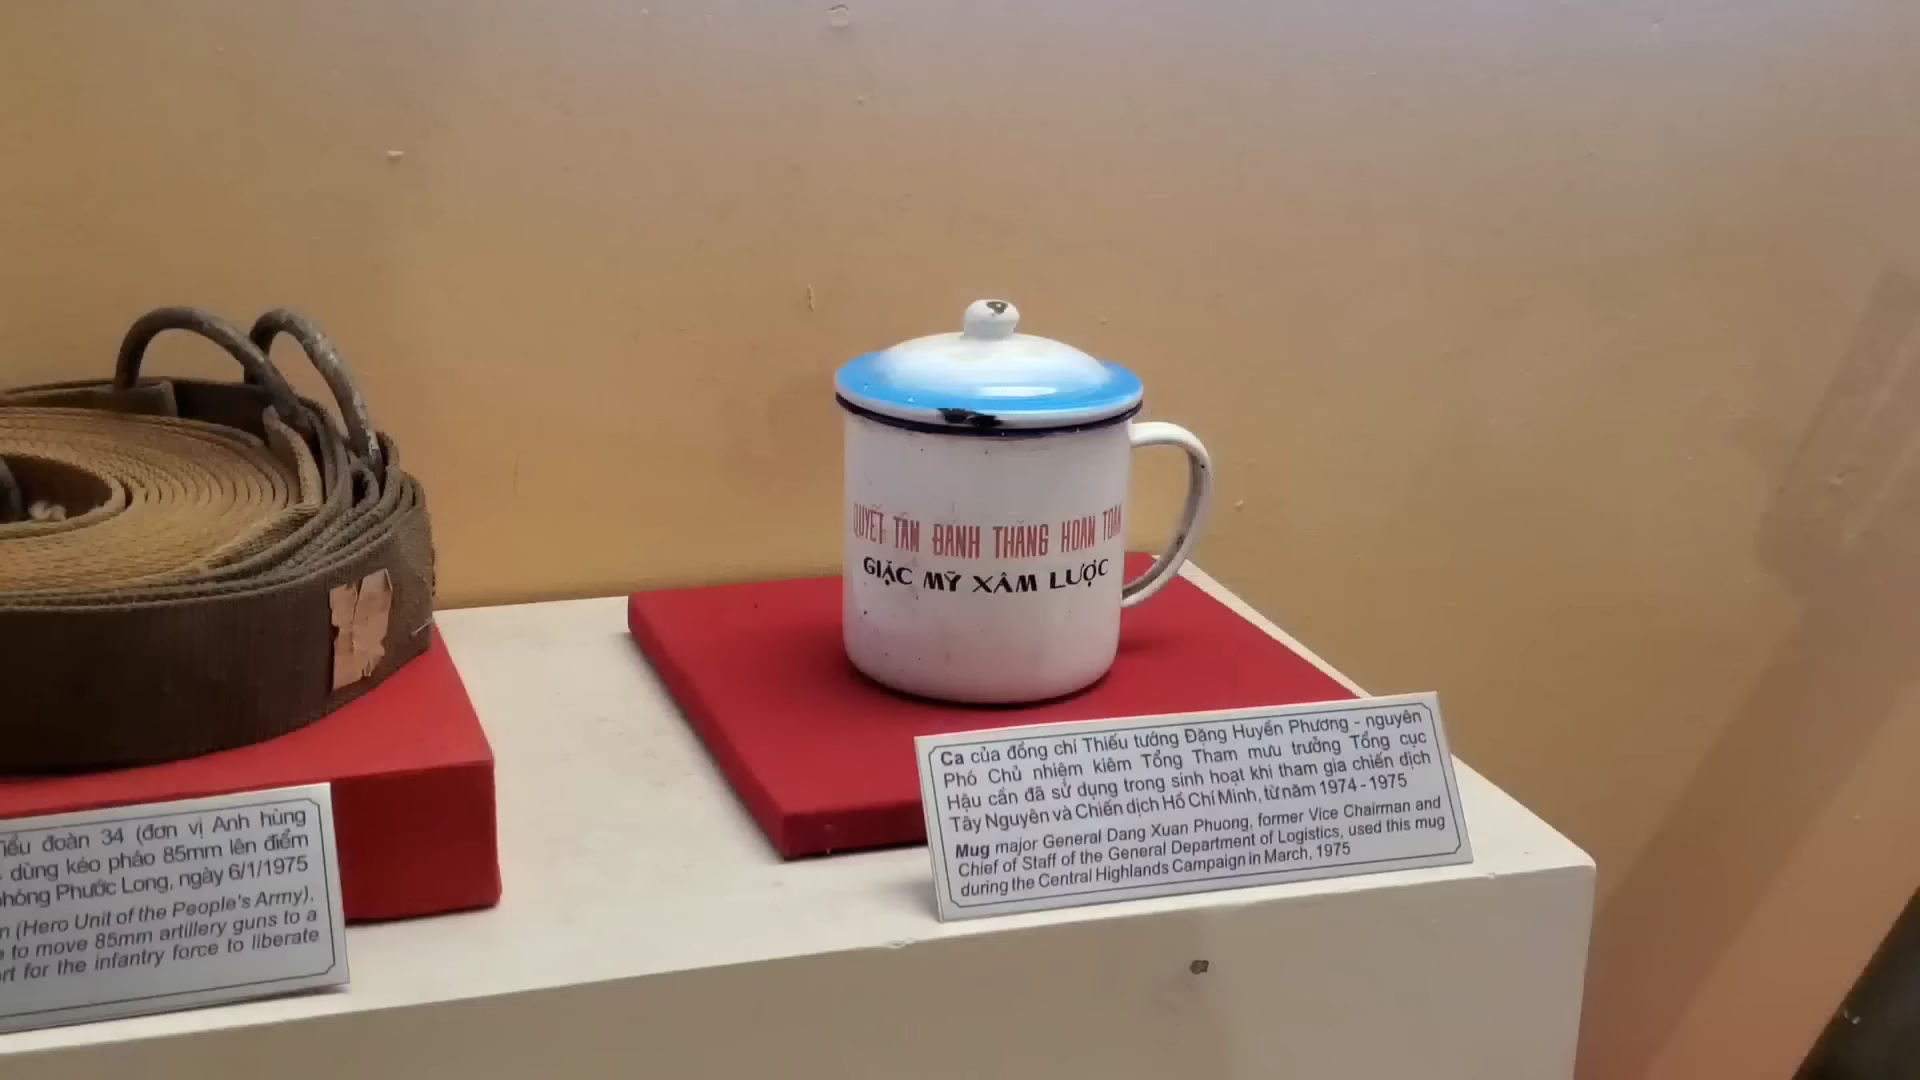 QUYẾT TÂM ĐÁNH THẮNG HOÀN TOÀN
GIẶC MỸ XÂM LƯỢC
Ca của đồng chí Thiếu tướng Đặng Huyền Phương - nguyên
Phó Chủ nhiệm kiêm Tổng Tham mưu trưởng Tổng cục
Hậu cần đã sử dụng trong sinh hoạt khi tham gia chiến dịch
Tây Nguyên và Chiến dịch Hồ Chí Minh, từ năm 1974 - 1975
Mug major General Dang Xuan Phuong, former Vice Chairman and
Chief of Staff of the General Department of Logistics, used this mug
during the Central Highlands Campaign in March, 1975
đoàn 34 (đơn vị Anh hùng
dùng kéo pháo 85mm lên điểm
Phước Long, ngày 6/1/1975
(Hero Unit of the People's Army),
to move 85mm artillery guns to a
for the infantry force to liberate